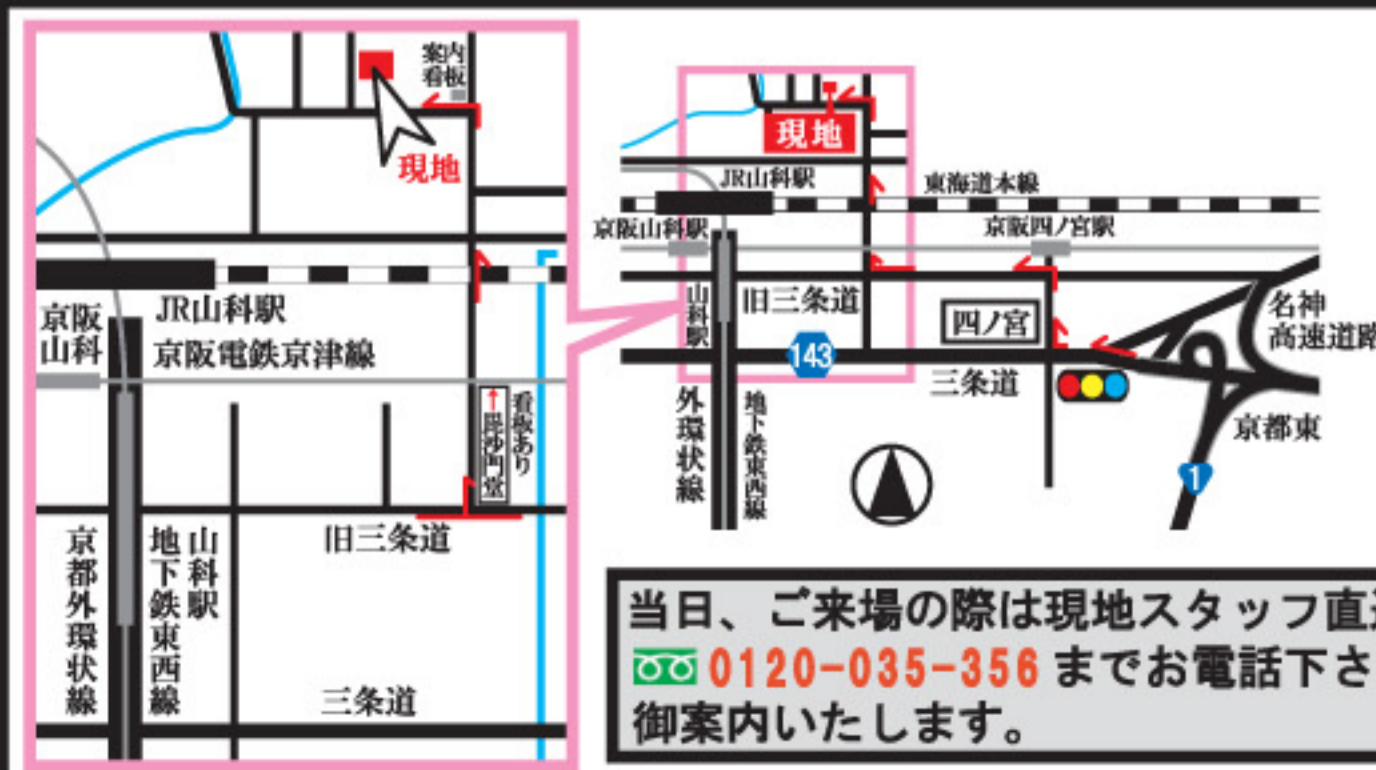 案内
看板
現地
京阪
山科
JR山科駅
京阪電鉄京津線
看板あり
↑毘沙門堂
旧三条道
京都外環状線
地下鉄東西線
山科駅
三条道
現地
JR山科駅
東海道本線
京阪山科駅
京阪四ノ宮駅
山科駅
旧三条道
四ノ宮
名神
高速道路
143
三条道
外環状線
地下鉄東西線
京都東
1
当日、ご来場の際は現地スタッフ直
0120-035-356 までお電話下さ
御案内いたします。